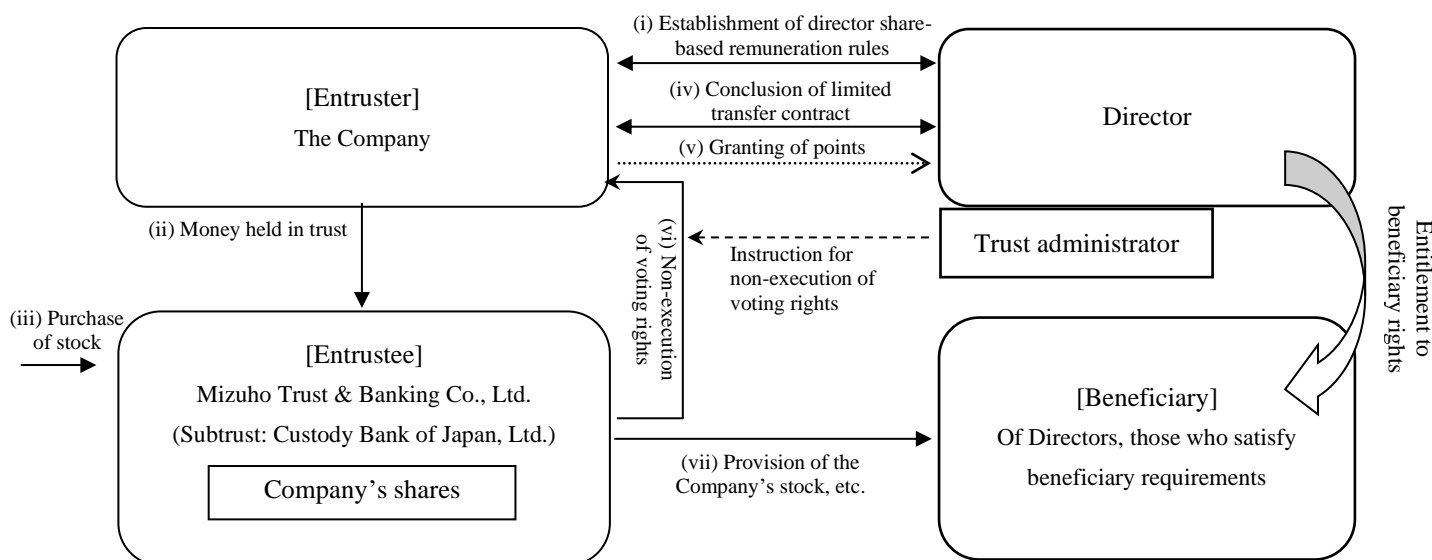 (i) Establishment of director share-
based remuneration rules
[Entruster]
The Company
(iv) Conclusion of limited
transfer contract
Director
(v) Granting of points
(ii) Money held in trust
(vi) Non-execution
of voting rights
Instruction for
non-execution of
voting rights
Trust administrator
Entitlement to
beneficiary rights
(iii) Purchase
of stock
[Entrustee]
Mizuho Trust & Banking Co., Ltd.
(Subtrust: Custody Bank of Japan, Ltd.)
Company’s shares
(vii) Provision of the
Company’s stock, etc.
[Beneficiary]
Of Directors, those who satisfy
beneficiary requirements